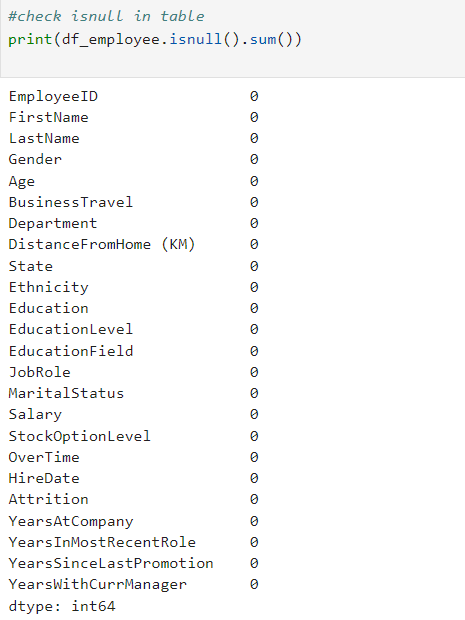 #check isnull in table
print(df_employee.isnull().sum())
EmployeeID 0
FirstName 0
LastName 0
Gender 0
Age 0
BusinessTravel 0
Department 0
DistanceFromHome (KM) 0
State 0
Ethnicity 0
Education 0
EducationLevel 0
EducationField 0
JobRole 0
MaritalStatus 0
Salary 0
StockOptionLevel 0
OverTime 0
HireDate 0
Attrition 0
YearsAtCompany 0
YearsInMostRecentRole 0
YearsSinceLastPromotion 0
YearsWithCurrManager 0
dtype: int64